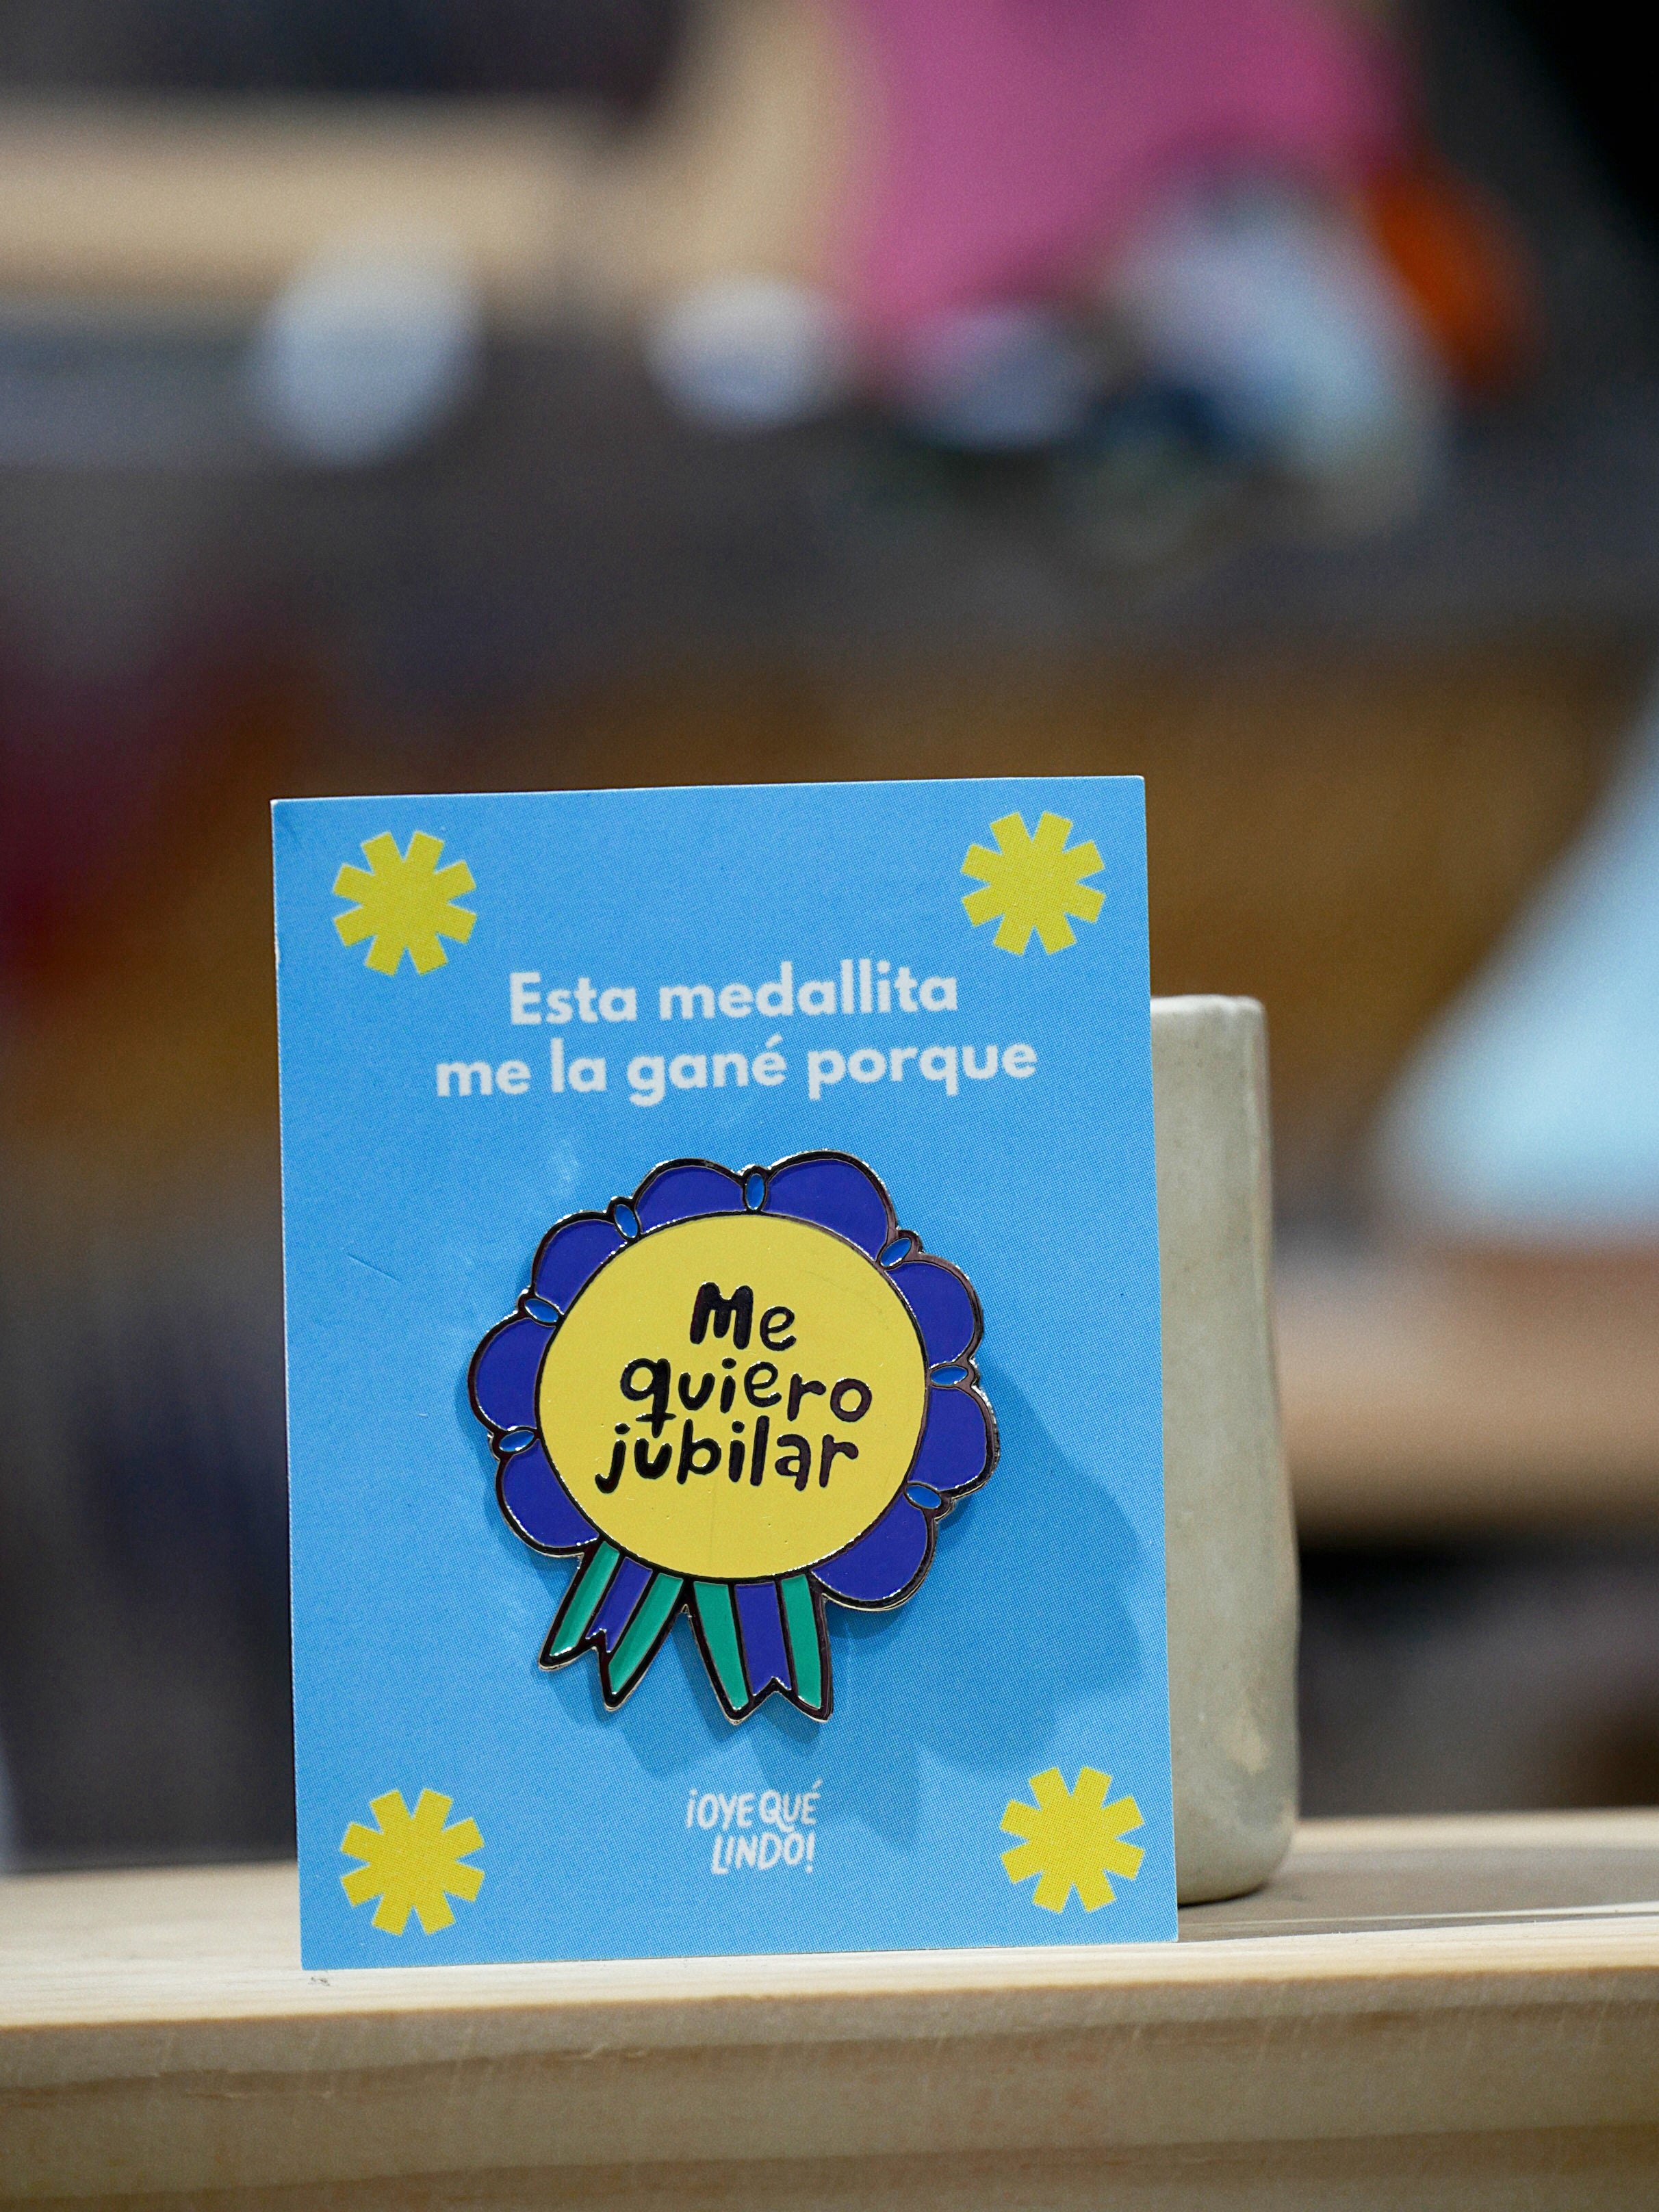 Esta medallita
me la gané porque
Me
quiero
jubilar
¡OYE QUÉ
LINDO!